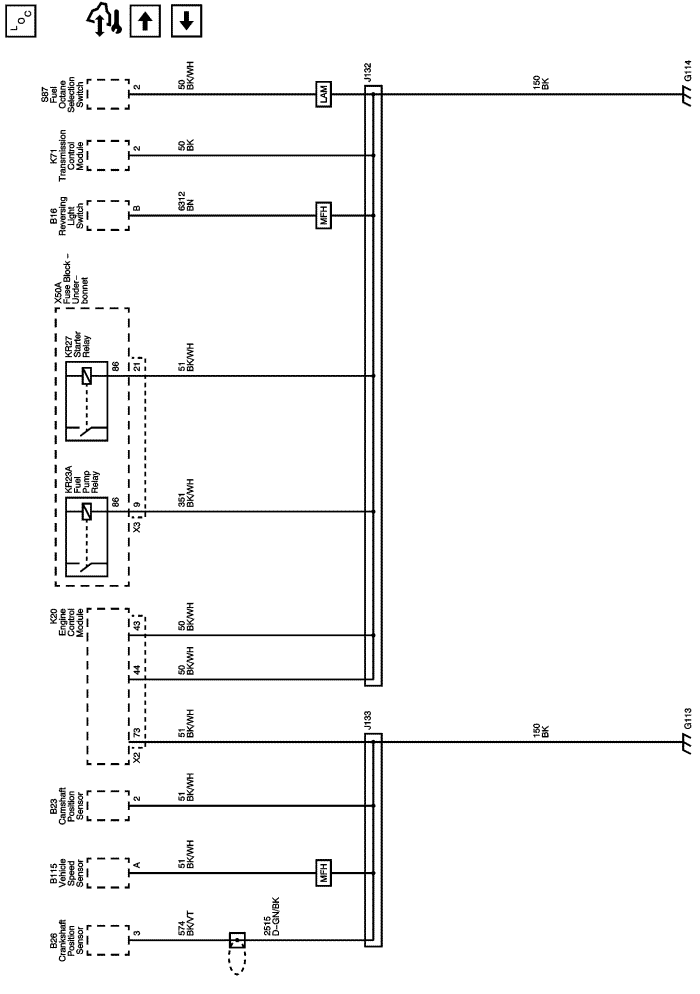 LOC
S87
Fuel
Octane
Selection
Switch
2
50
BK/WH
LAM
J132
150
BK
G114
K71
Transmission
Control
Module
2
50
BK
B16
Reversing
Light
Switch
B
6312
BN
MFH
X50A
Fuse Block –
Under–
bonnet
KR27
Starter
Relay
86
21
51
BK/WH
KR23A
Fuel
Pump
Relay
86
9
X3
351
BK/WH
K20
Engine
Control
Module
43
50
BK/WH
44
50
BK/WH
73
X2
51
BK/WH
J133
150
BK
G113
B23
Camshaft
Position
Sensor
2
51
BK/WH
B115
Vehicle
Speed
Sensor
A
51
BK/WH
MFH
B26
Crankshaft
Position
Sensor
3
574
BK/VT
2515
D–GN/BK